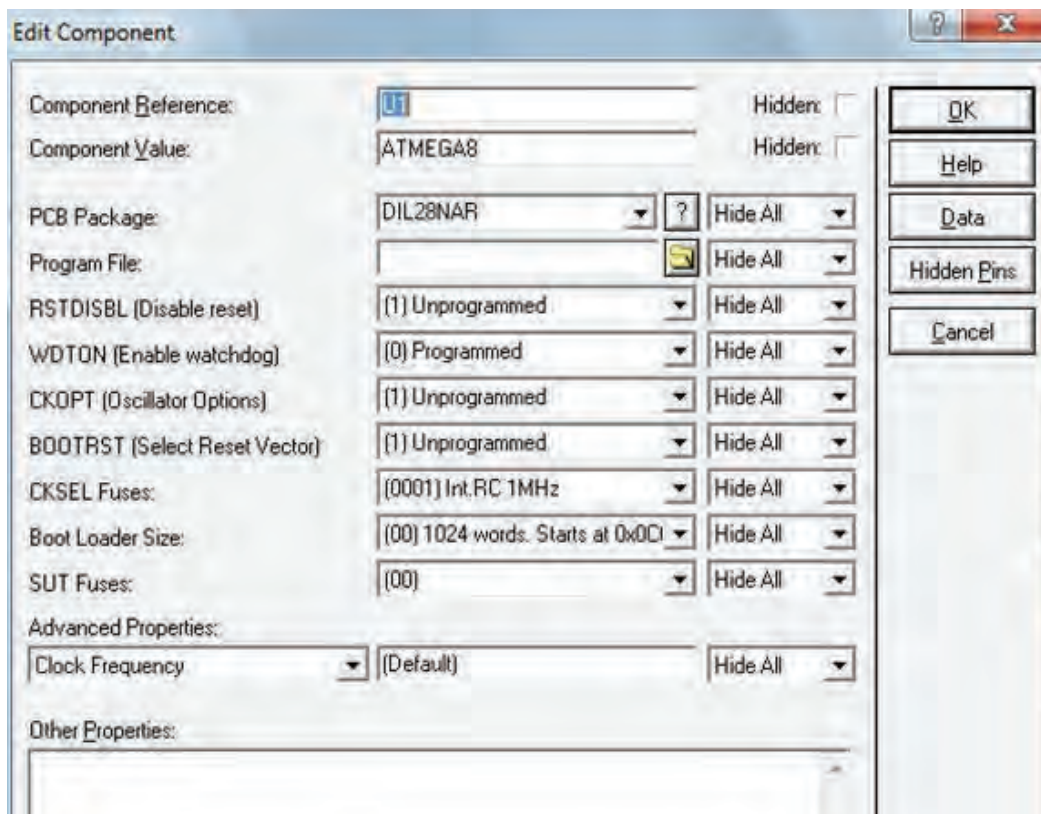 Edit Component
? X
Component Reference: U1 Hidden: OK
Component Value: ATMEGA8 Hidden: Help
PCB Package: DIL28NAR ? Hide All Data
Program File: Hide All Hidden Pins
RSTDISBL (Disable reset) (1) Unprogrammed Hide All Cancel
WDTON (Enable watchdog) (0) Programmed Hide All
CKOPT (Oscillator Options) (1) Unprogrammed Hide All
BOOTRST (Select Reset Vector) (1) Unprogrammed Hide All
CKSEL Fuses: (0001) Int.RC 1MHz Hide All
Boot Loader Size: (00) 1024 words. Starts at Hide All
SUT Fuses: (00) Hide All
Advanced Properties:
Clock Frequency (Default) Hide All
Other Properties: